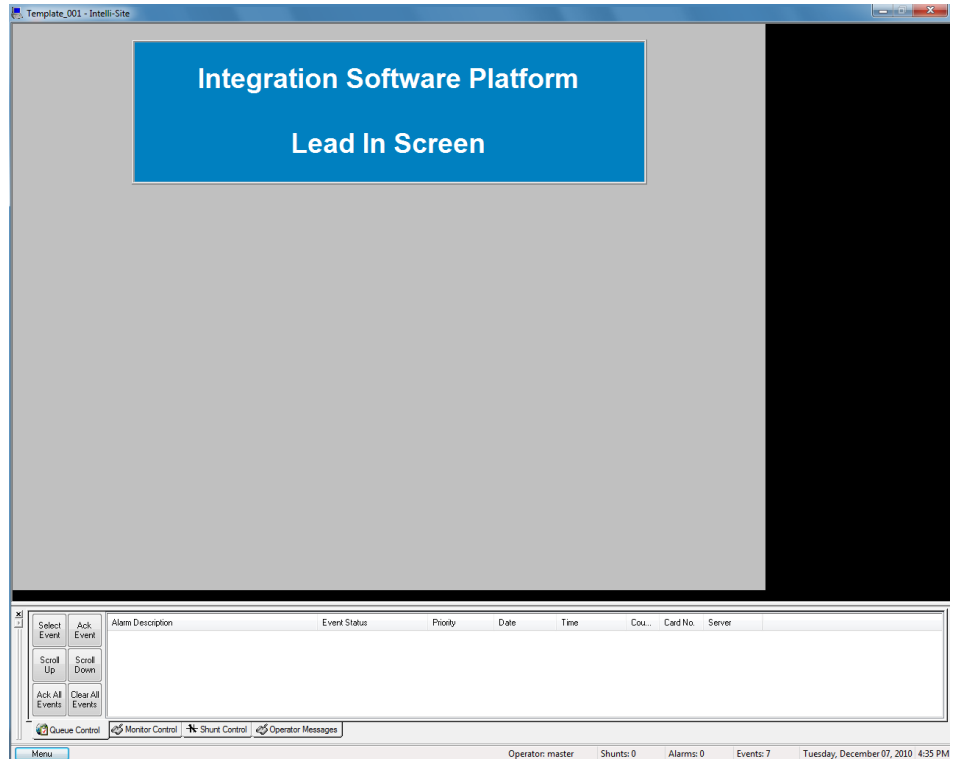 Template_001 - Intelli-Site
Integration Software Platform
Lead In Screen
Select Event
Ack Event
Alarm Description Event Status Priority Date Time Cou... Card No. Server
Scroll Up
Scroll Down
Ack All Events
Clear All Events
Queue Control Monitor Control Shunt Control Operator Messages
Menu Operator: master Shunts: 0 Alarms: 0 Events: 7 Tuesday, December 07, 2010 4:35 PM